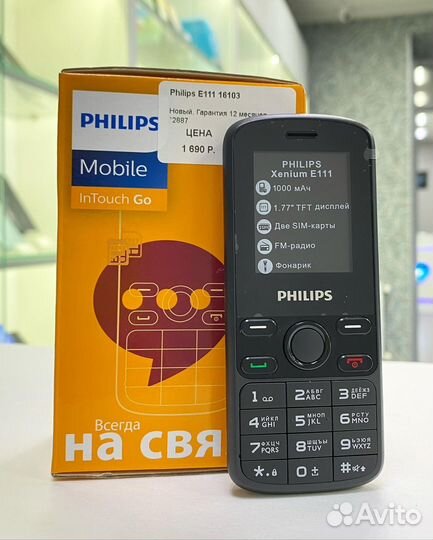 Philips E111 16103
Новый. Гарантия 12 месяцев
ЦЕНА
1 690 Р.
PHILIPS
Mobile
InTouch Go
Всегда
на свя
PHILIPS
Xenium E111
1000 мАч
1.77" TFT дисплей
Две SIM-карты
FM-радио
Фонарик
PHILIPS
1
2 АБВГ ABC
3 ДЕЁЖЗ DEF
4 ИЙКЛ GHI
5 МНОП JKL
6 РСТУ MNO
7 ФХЦЧ PQRS
8 ШЩЪЫ TUV
9 ЬЭЮЯ WXYZ
*.
0 ±
#
Avito